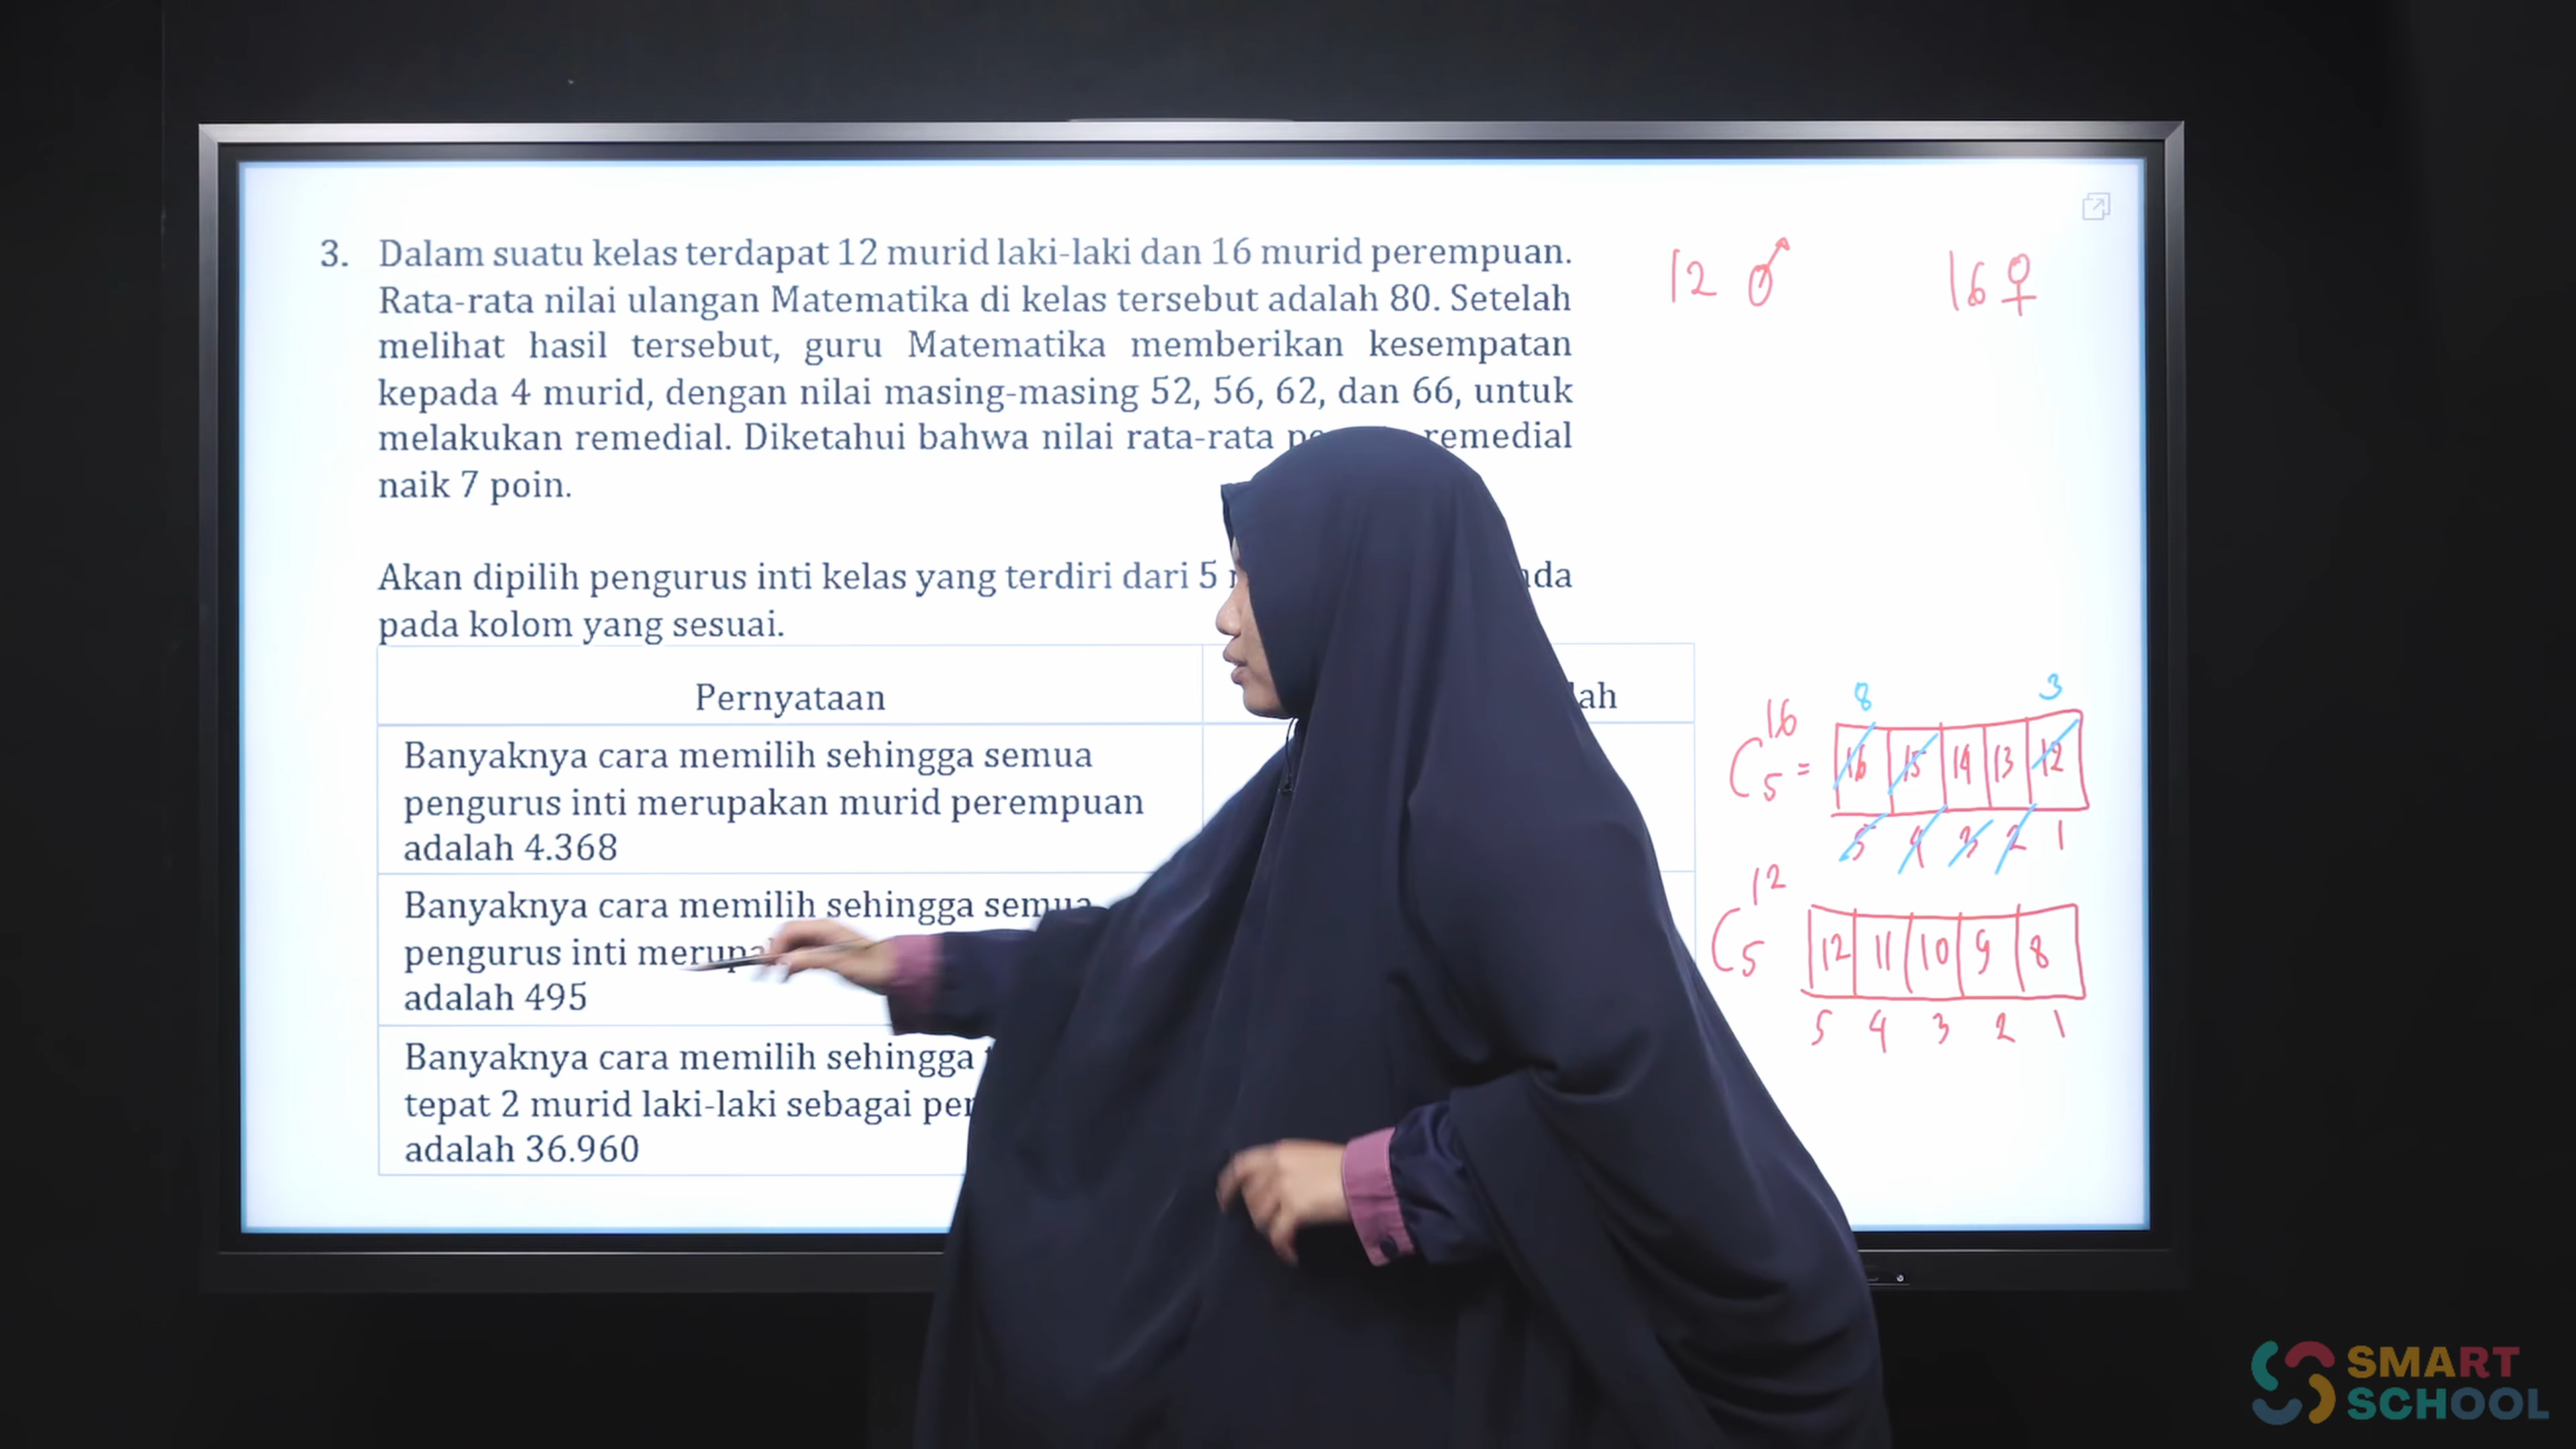 3. Dalam suatu kelas terdapat 12 murid laki-laki dan 16 murid perempuan.
Rata-rata nilai ulangan Matematika di kelas tersebut adalah 80. Setelah
melihat hasil tersebut, guru Matematika memberikan kesempatan
kepada 4 murid, dengan nilai masing-masing 52, 56, 62, dan 66, untuk
melakukan remedial. Diketahui bahwa nilai rata-rata remedial
naik 7 poin.
Akan dipilih pengurus inti kelas yang terdiri dari 5
pada kolom yang sesuai.
Pernyataan
Banyaknya cara memilih sehingga semua
pengurus inti merupakan murid perempuan
adalah 4.368
Banyaknya cara memilih sehingga semua
pengurus inti
adalah 495
Banyaknya cara memilih sehingga
tepat 2 murid laki-laki sebagai
adalah 36.960
12 ♂ 16 ♀
8 3
C 16 5 = 16 15 14 13 12
5 4 3 2 1
C 12 5 12 11 10 9 8
5 4 3 2 1
SMART
SCHOOL